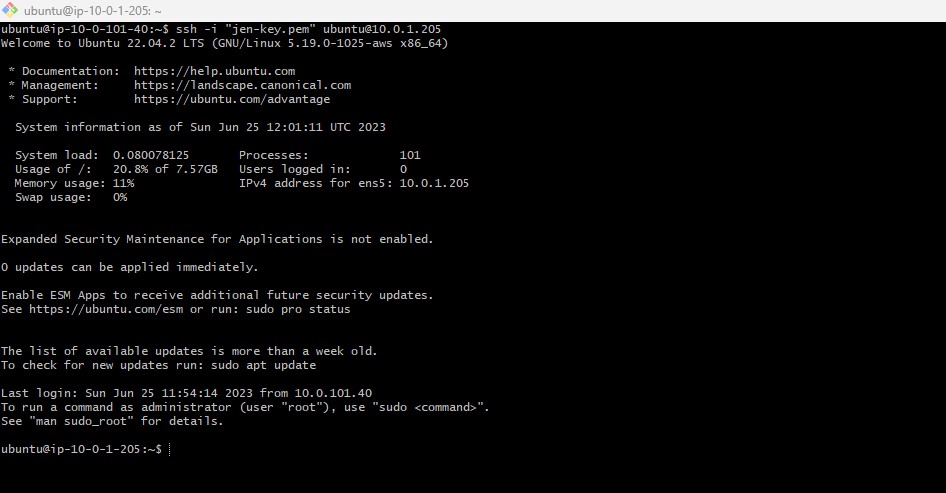 ubuntu@ip-10-0-1-205: ~
ubuntu@ip-10-0-101-40:~$ ssh -i "jen-key.pem" ubuntu@10.0.1.205
Welcome to Ubuntu 22.04.2 LTS (GNU/Linux 5.19.0-1025-aws x86_64)
* Documentation: https://help.ubuntu.com
* Management: https://landscape.canonical.com
* Support: https://ubuntu.com/advantage
System information as of Sun Jun 25 12:01:11 UTC 2023
System load: 0.080078125 Processes: 101
Usage of /: 20.8% of 7.57GB Users logged in: 0
Memory usage: 11% IPv4 address for ens5: 10.0.1.205
Swap usage: 0%
Expanded Security Maintenance for Applications is not enabled.
0 updates can be applied immediately.
Enable ESM Apps to receive additional future security updates.
See https://ubuntu.com/esm or run: sudo pro status
The list of available updates is more than a week old.
To check for new updates run: sudo apt update
Last login: Sun Jun 25 11:54:14 2023 from 10.0.101.40
To run a command as administrator (user "root"), use "sudo <command>".
See "man sudo_root" for details.
ubuntu@ip-10-0-1-205:~$